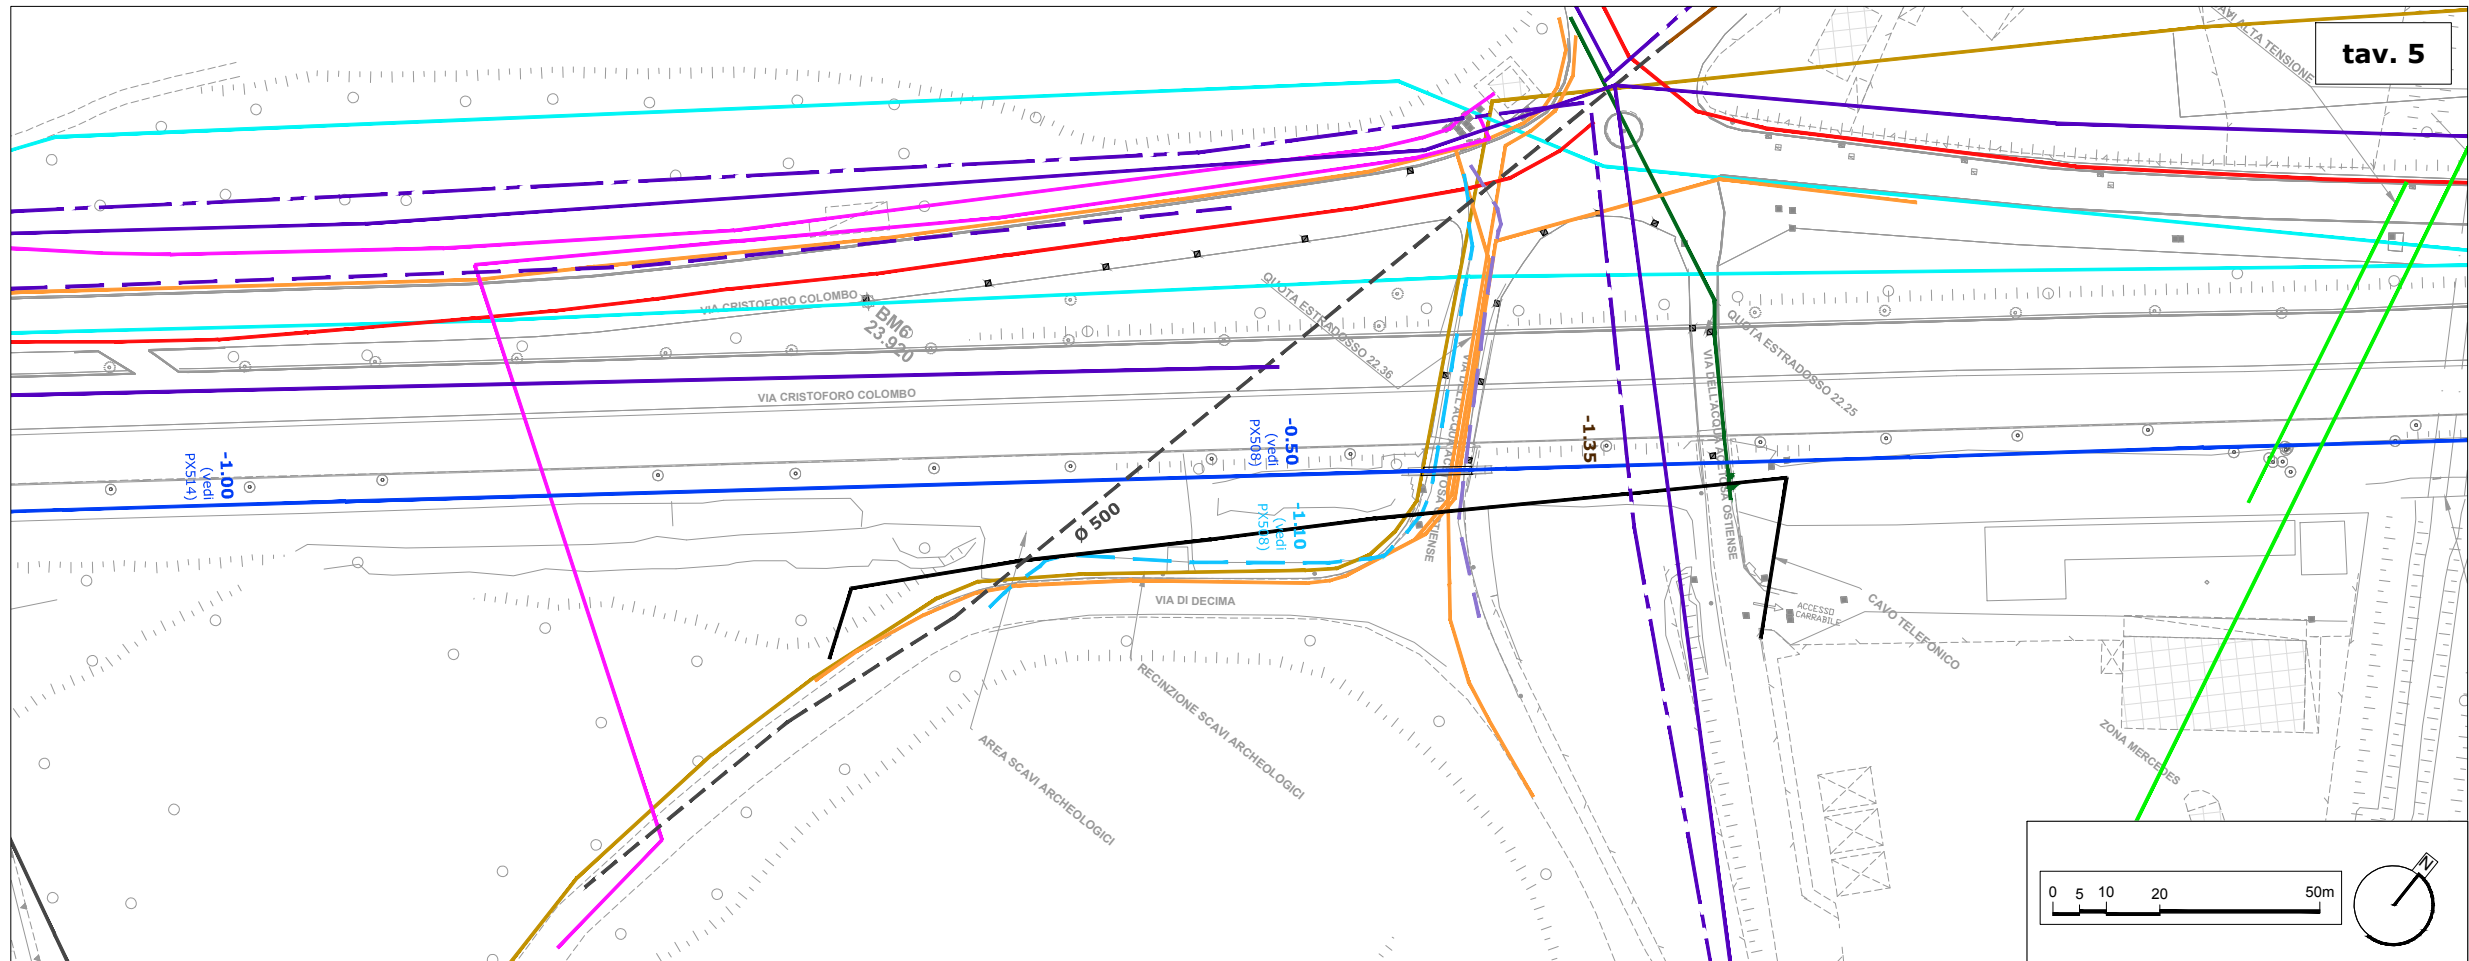 tav. 5
AVI ALTA TENSIONE
VIA CRISTOFORO COLOMBO
BM6
23.920
QUOTA ESTRADOSSO 22.36
QUOTA ESTRADOSSO 22.25
VIA CRISTOFORO COLOMBO
-1.00
(vedi
PX514)
-0.50
(vedi
PX508)
-1.10
(vedi
PX508)
-1.35
VIA DELL'ACQUA ACETOSA OSTIENSE
VIA DELL'ACQUA ACETOSA OSTIENSE
Ø 500
VIA DI DECIMA
ACCESSO
CARRABILE
CAVO TELEFONICO
RECINZIONE SCAVI ARCHEOLOGICI
AREA SCAVI ARCHEOLOGICI
ZONA MERCEDES
0 5 10 20 50m
N